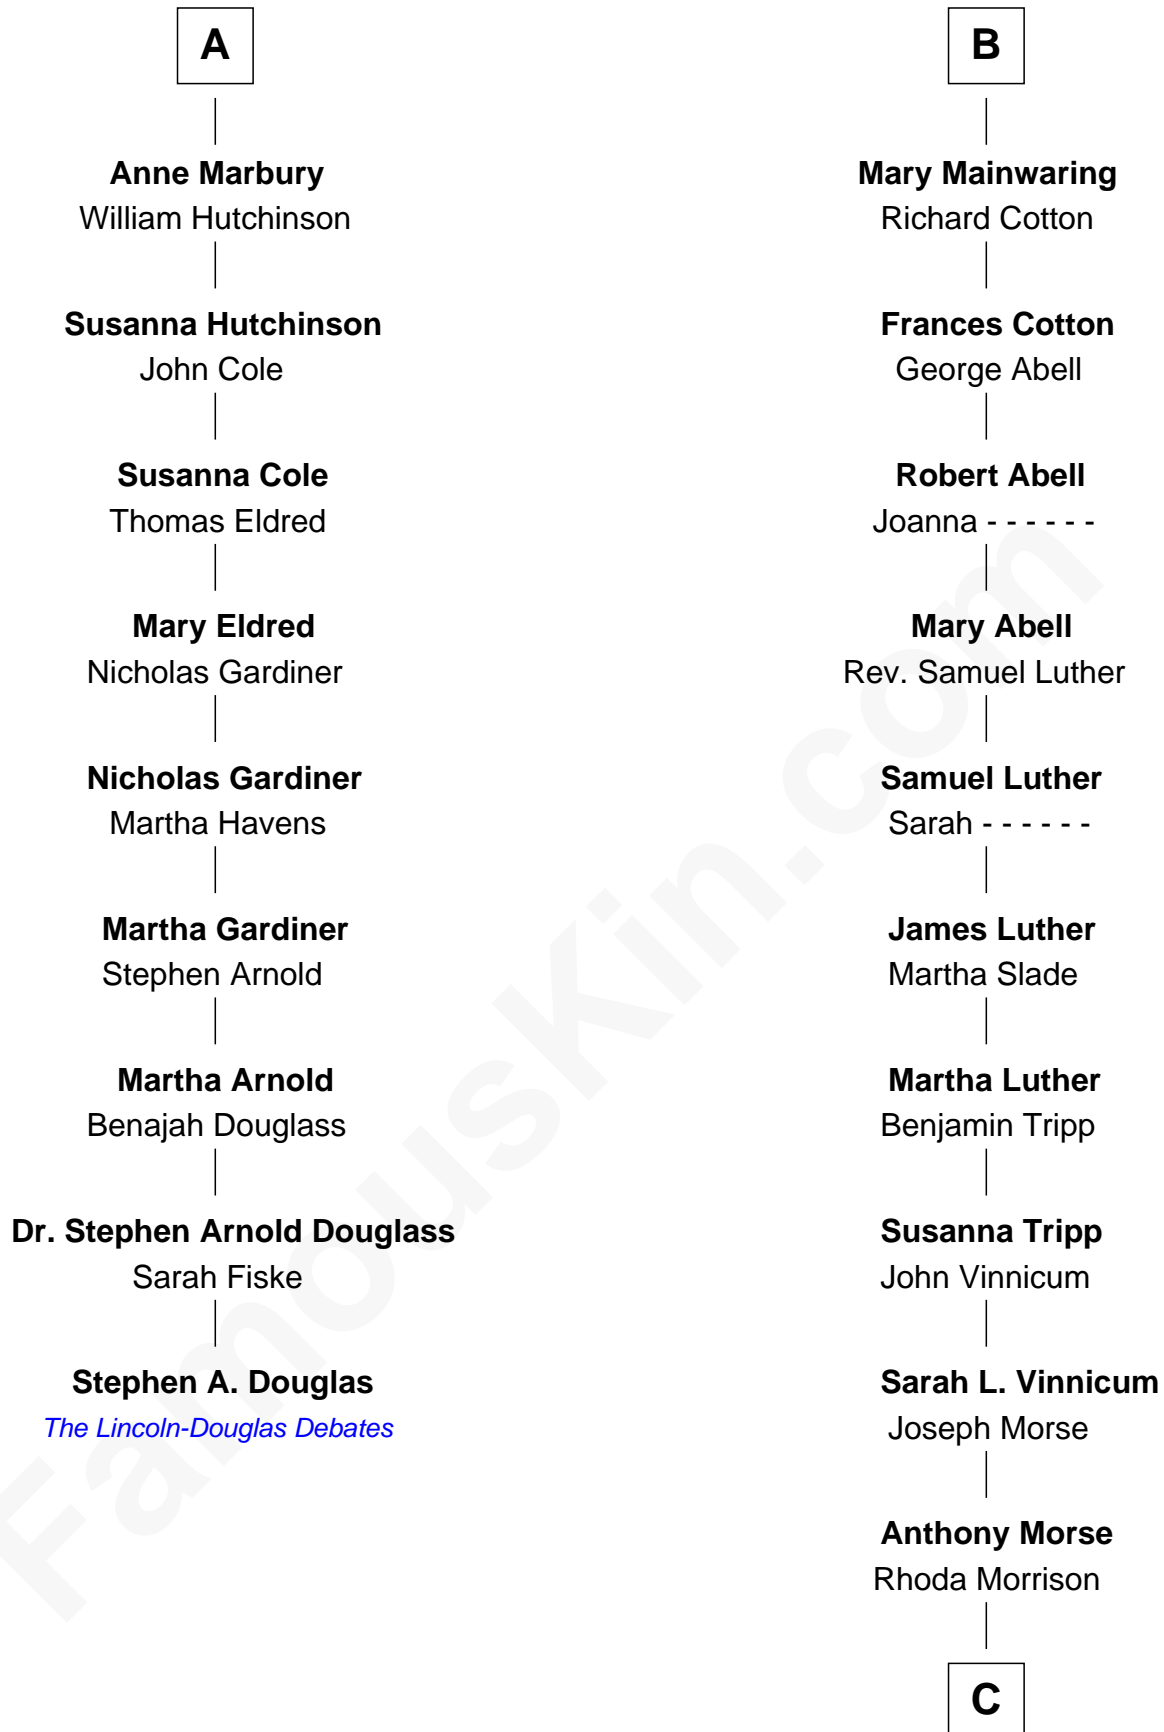 A
Anne Marbury
William Hutchinson
Susanna Hutchinson
John Cole
Susanna Cole
Thomas Eldred
Mary Eldred
Nicholas Gardiner
Nicholas Gardiner
Martha Havens
Martha Gardiner
Stephen Arnold
Martha Arnold
Benajah Douglass
Dr. Stephen Arnold Douglass
Sarah Fiske
Stephen A. Douglas
The Lincoln-Douglas Debates
B
Mary Mainwaring
Richard Cotton
Frances Cotton
George Abell
Robert Abell
Joanna - - - - - -
Mary Abell
Rev. Samuel Luther
Samuel Luther
Sarah - - - - - -
James Luther
Martha Slade
Martha Luther
Benjamin Tripp
Susanna Tripp
John Vinnicum
Sarah L. Vinnicum
Joseph Morse
Anthony Morse
Rhoda Morrison
C
FamousKin.com